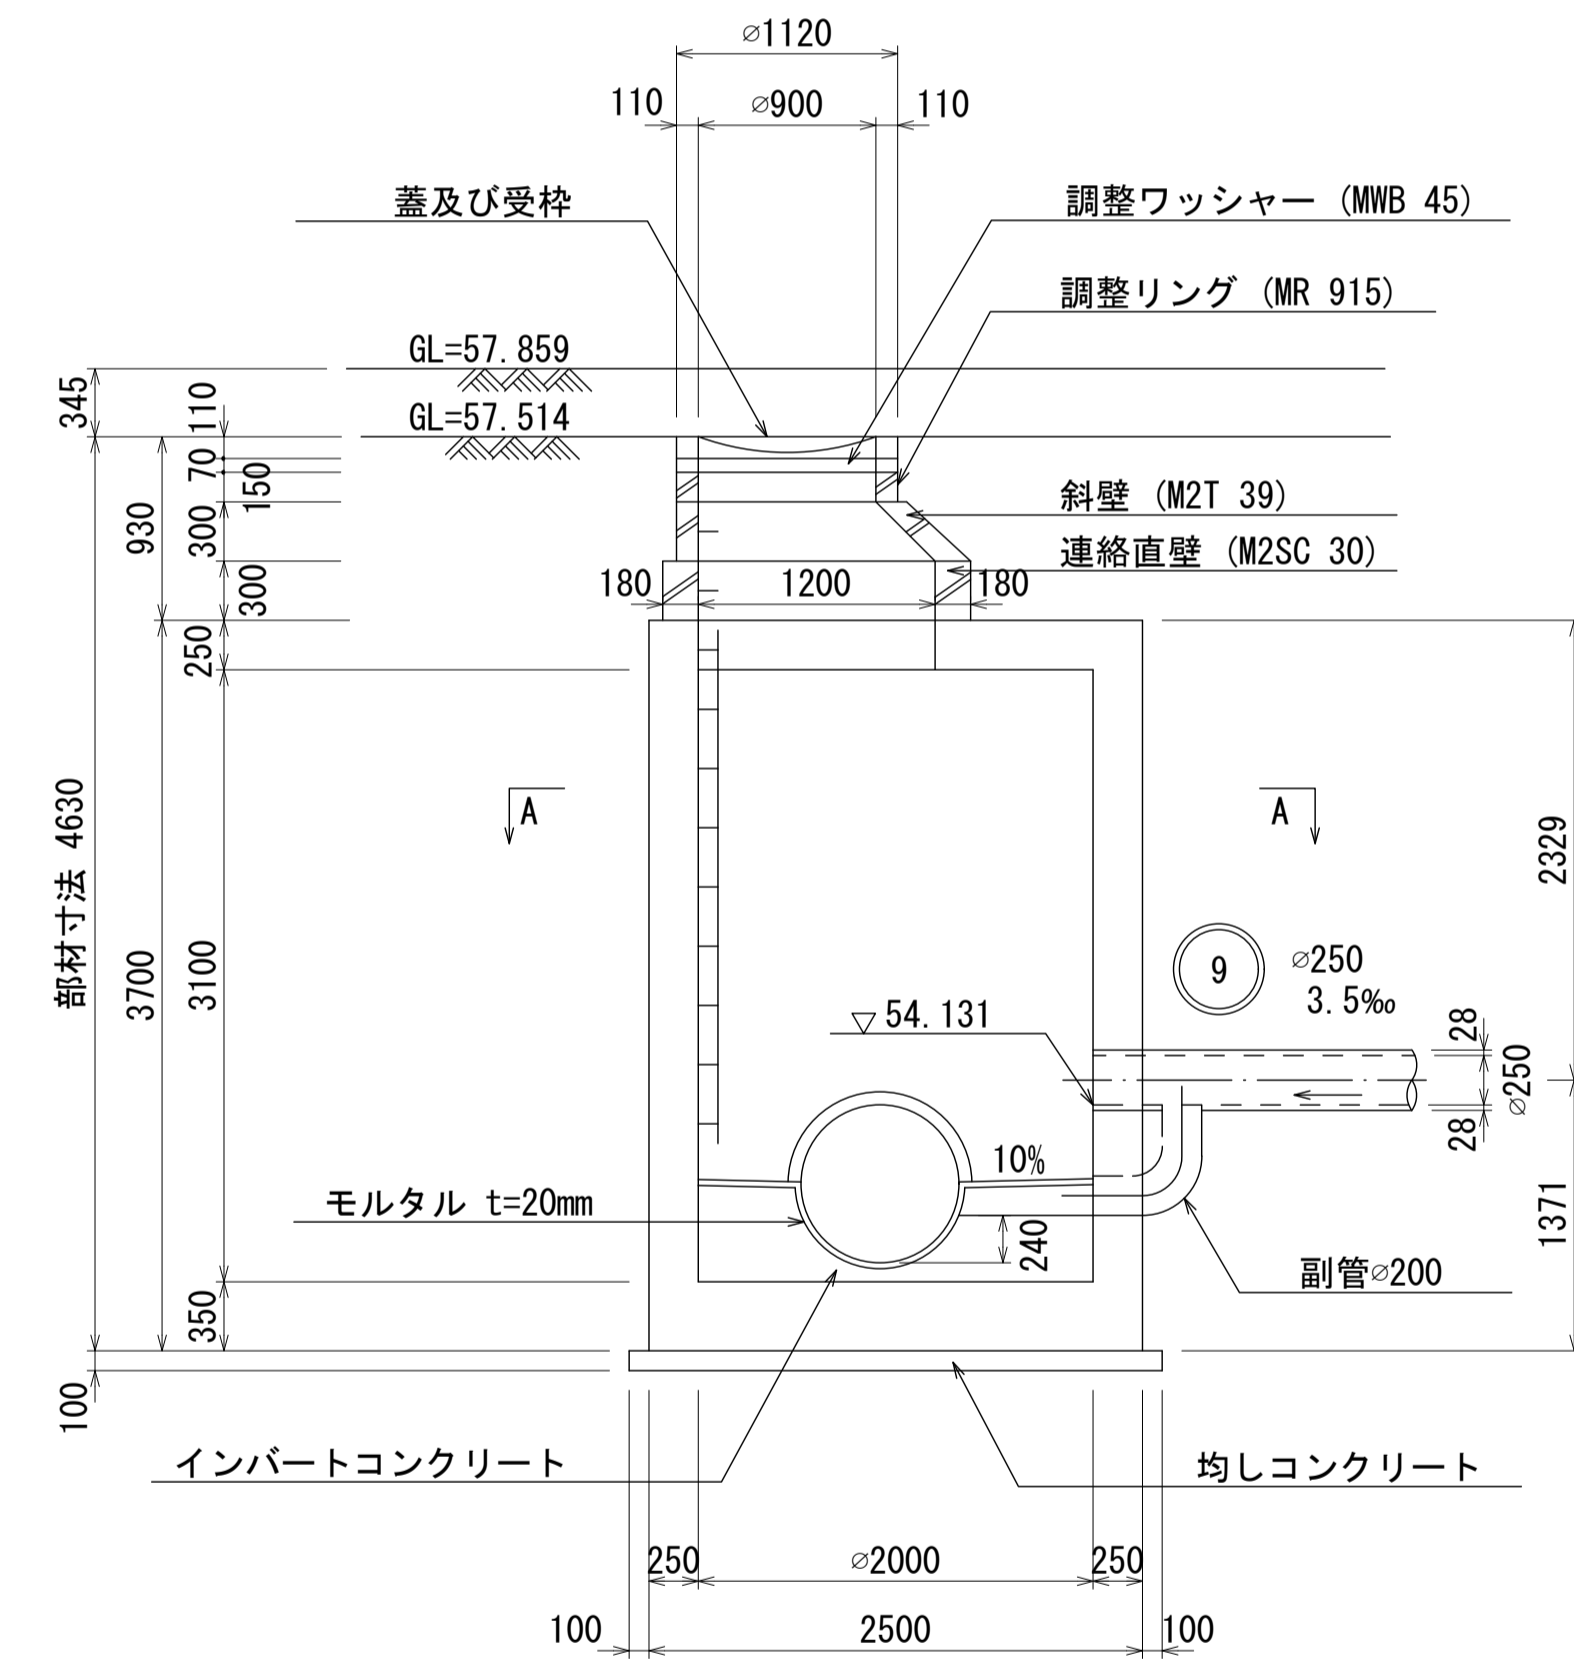 ∅1120
110
∅900
110
蓋及び受枠
調整ワッシャー (MWB 45)
調整リング (MR 915)
GL=57.859
GL=57.514
345
110
70
150
930
300
300
斜壁 (M2T 39)
連絡直壁 (M2SC 30)
180
1200
180
250
A
A
部材寸法 4630
3700
3100
2329
9
∅250
3.5‰
54.131
28
∅250
28
10%
モルタル t=20mm
240
1371
副管∅200
350
100
インバートコンクリート
均しコンクリート
250
∅2000
250
100
2500
100